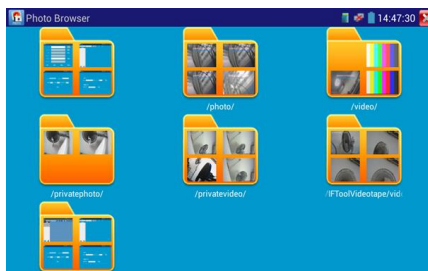 Photo Browser 14:47:30
/photo/ /video/
/privatephoto/ /privatevideo/ /IFToolVideotape/vid